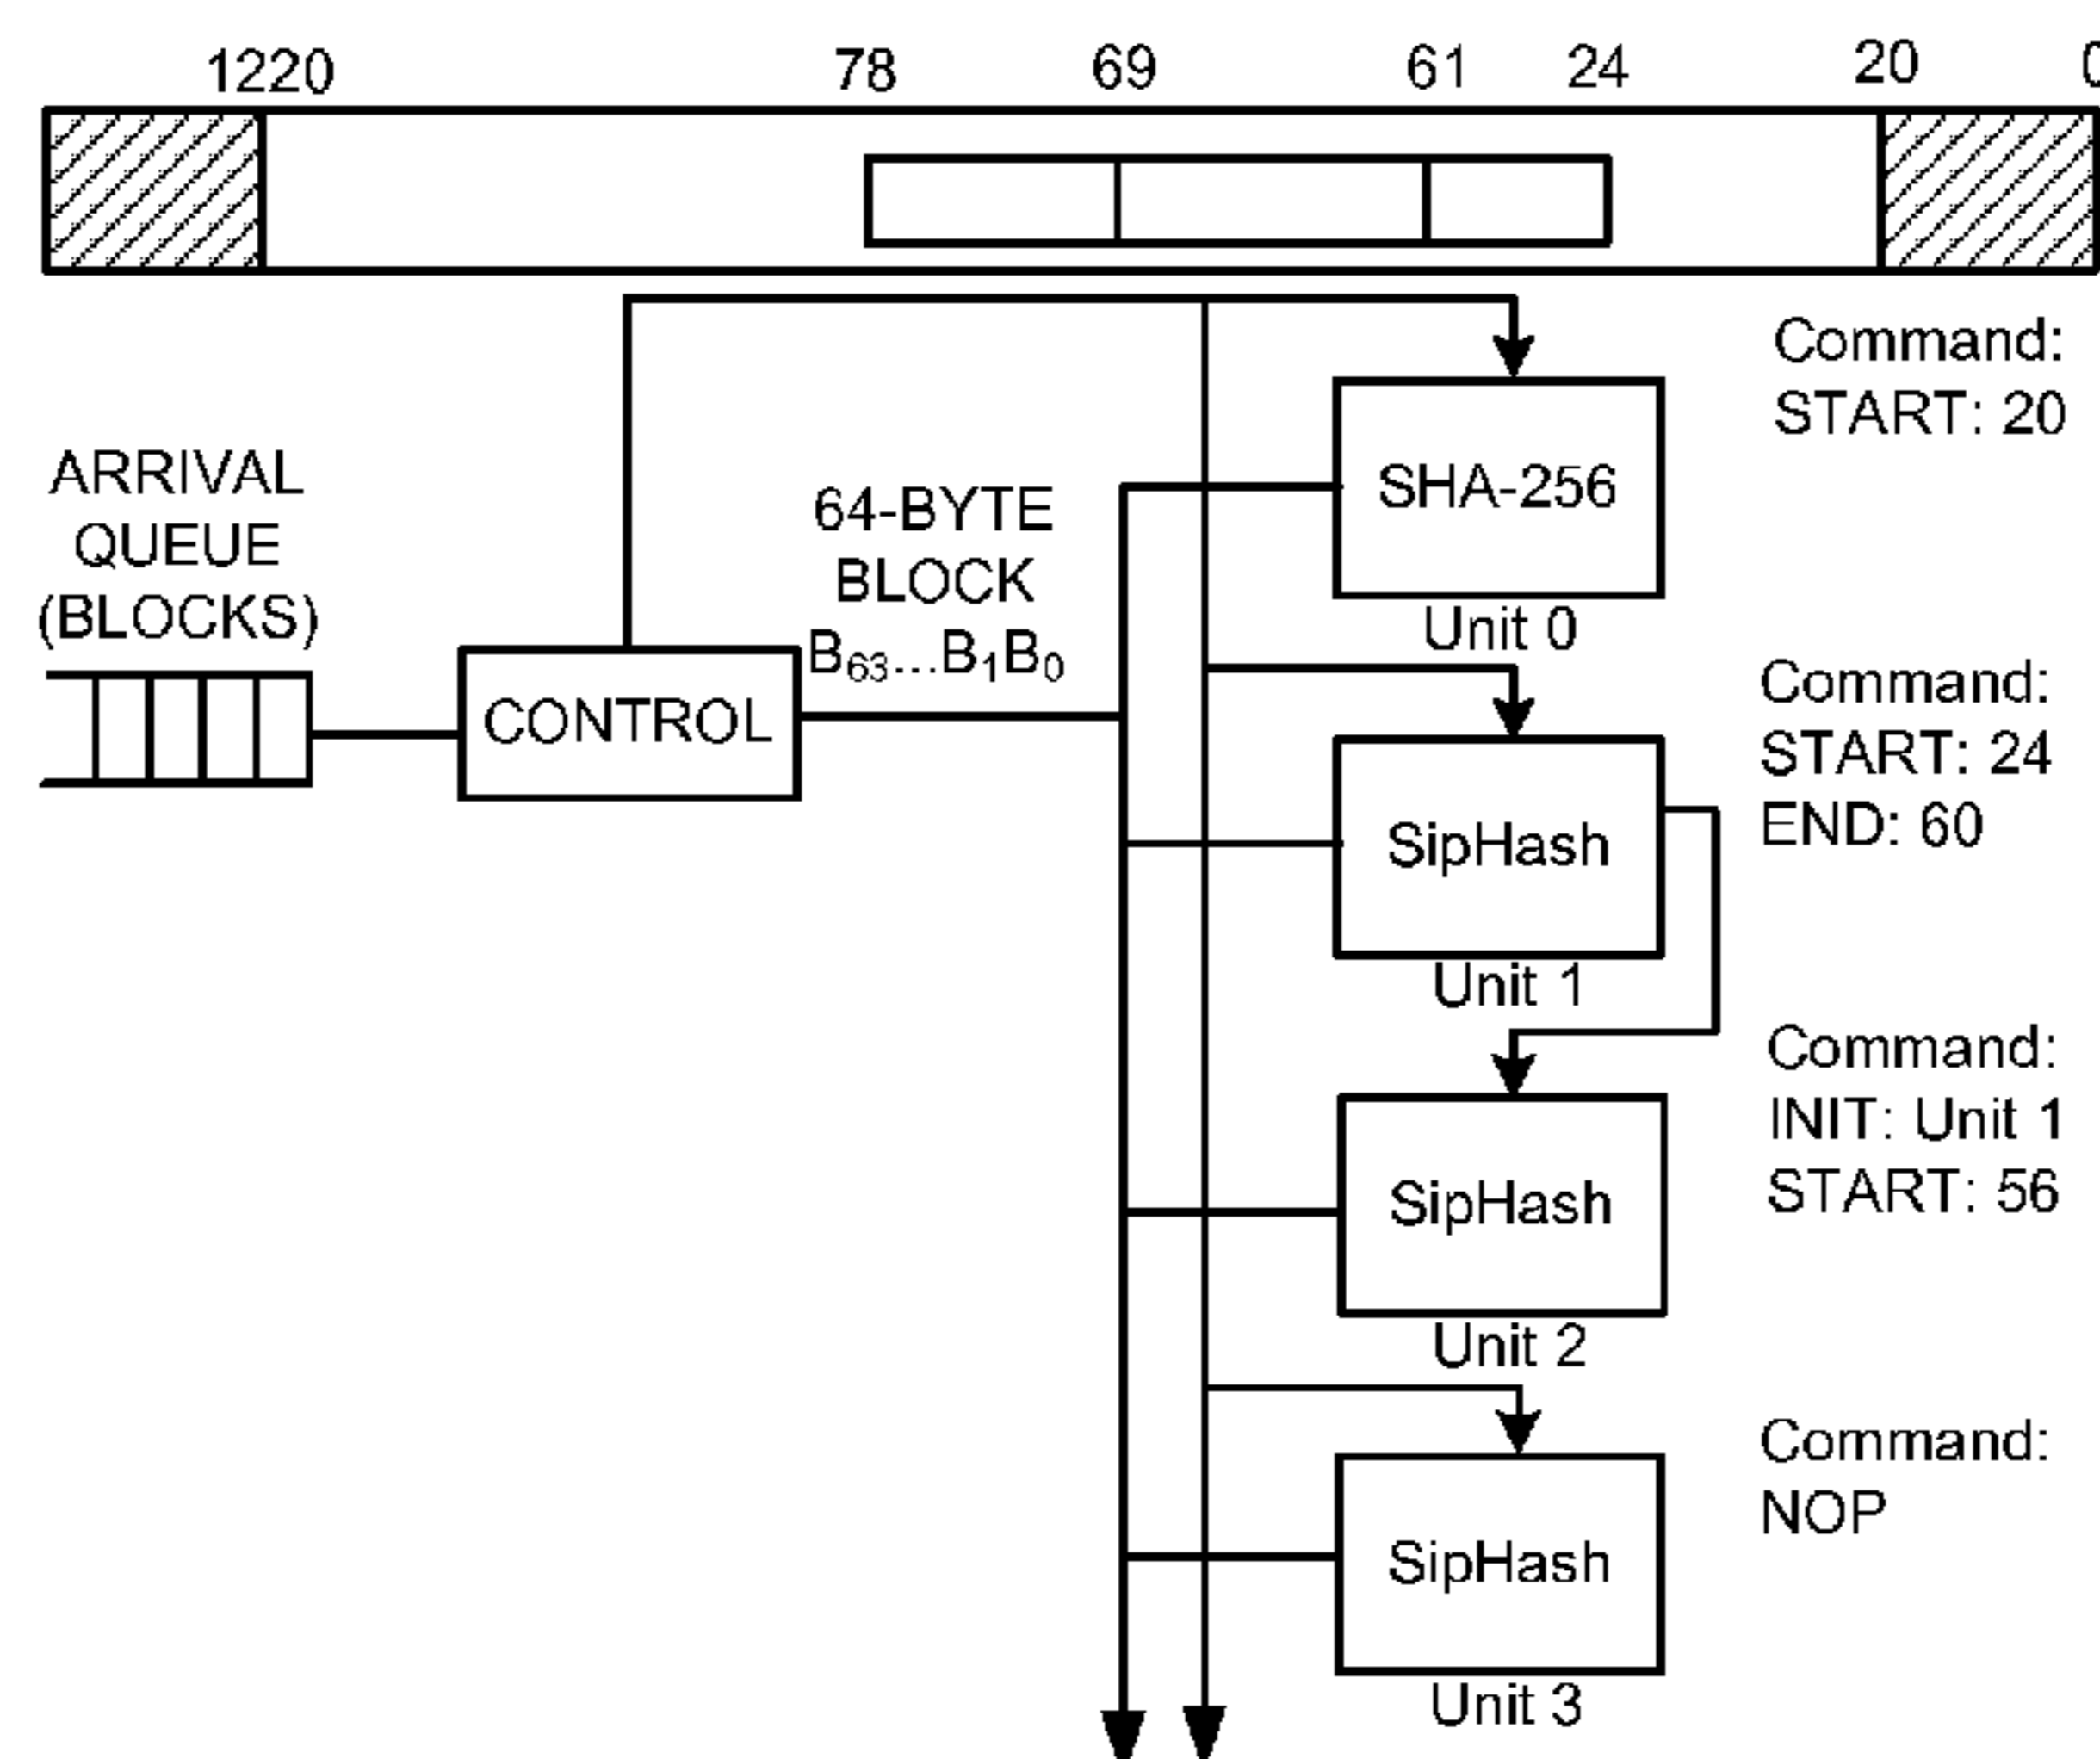 1220 78 69 61 24 20 0
Command:
START: 20
ARRIVAL
QUEUE
(BLOCKS)
64-BYTE
BLOCK
B₆₃...B₁B₀
CONTROL
SHA-256
Unit 0
Command:
START: 24
END: 60
SipHash
Unit 1
Command:
INIT: Unit 1
START: 56
SipHash
Unit 2
Command:
NOP
SipHash
Unit 3